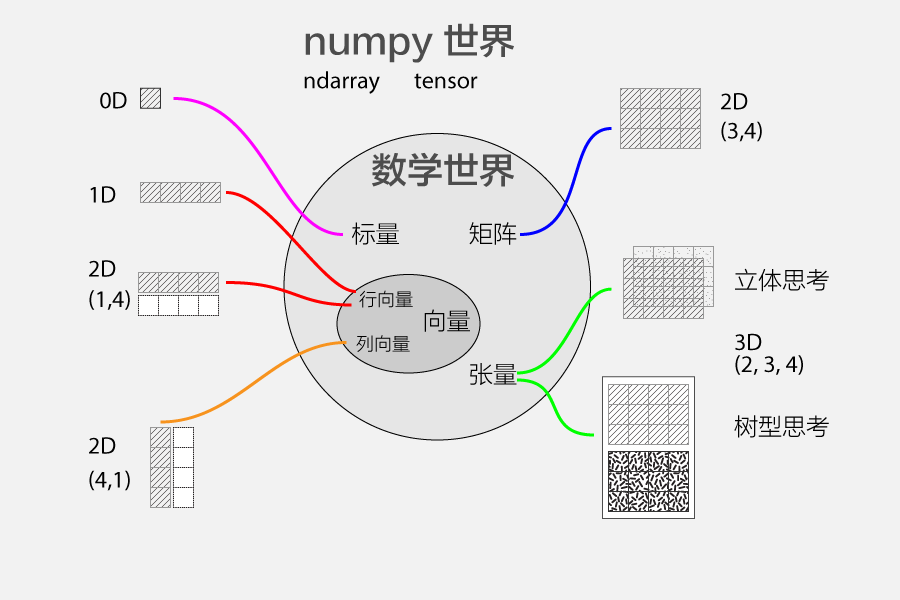 numpy 世界
ndarray tensor
0D
1D
2D
(1,4)
2D
(4,1)
数学世界
标量
矩阵
行向量
向量
列向量
张量
2D
(3,4)
立体思考
3D
(2, 3, 4)
树型思考